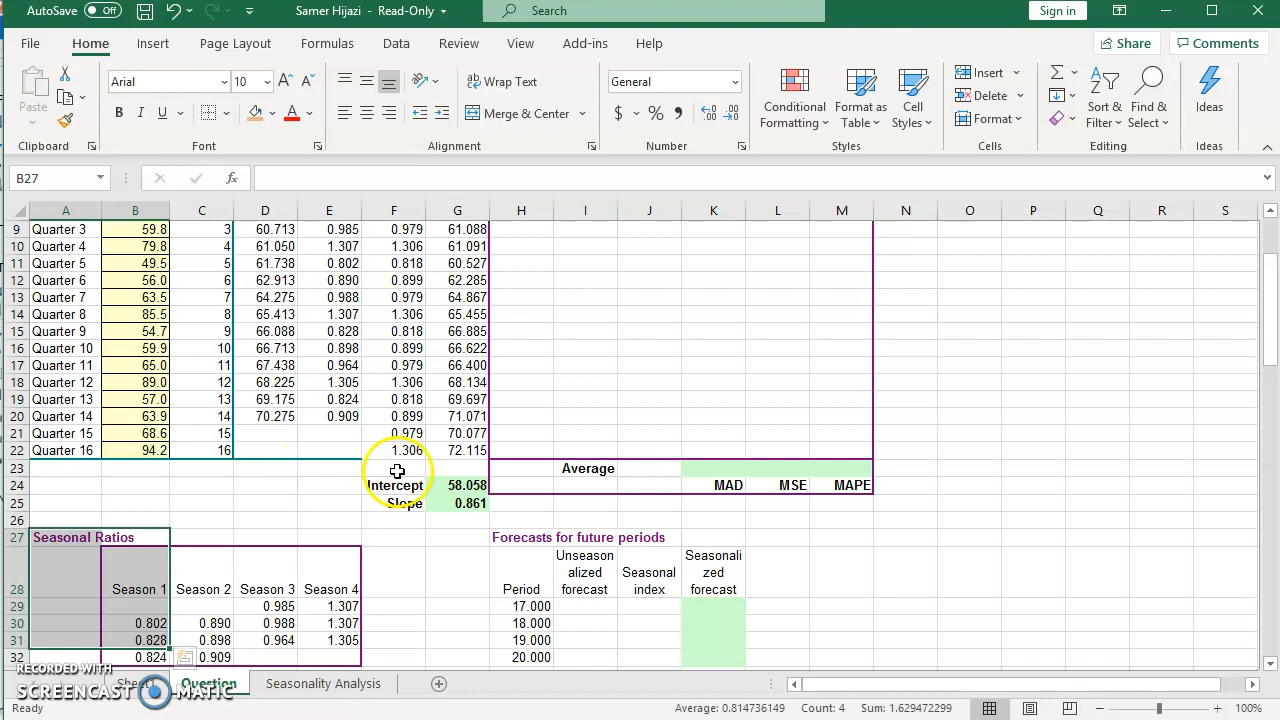 AutoSave Off Samer Hijazi - Read-Only Search Sign in
File Home Insert Page Layout Formulas Data Review View Add-ins Help Share Comments
Paste Arial 10 Wrap Text General Conditional Formatting Format as Table Cell Styles Insert Sort & Filter Find & Select Ideas
B I U A Merge & Center $ % Delete
Format
Clipboard Font Alignment Number Styles Cells Editing Ideas
B27 fx
A B C D E F G H I J K L M N O P Q R S
9 Quarter 3 59.8 3 60.713 0.985 0.979 61.088
10 Quarter 4 79.8 4 61.050 1.307 1.306 61.091
11 Quarter 5 49.5 5 61.738 0.802 0.818 60.527
12 Quarter 6 56.0 6 62.913 0.890 0.899 62.285
13 Quarter 7 63.5 7 64.275 0.988 0.979 64.867
14 Quarter 8 85.5 8 65.413 1.307 1.306 65.455
15 Quarter 9 54.7 9 66.088 0.828 0.818 66.885
16 Quarter 10 59.9 10 66.713 0.898 0.899 66.622
17 Quarter 11 65.0 11 67.438 0.964 0.979 66.400
18 Quarter 12 89.0 12 68.225 1.305 1.306 68.134
19 Quarter 13 57.0 13 69.175 0.824 0.818 69.697
20 Quarter 14 63.9 14 70.275 0.909 0.899 71.071
21 Quarter 15 68.6 15 0.979 70.077
22 Quarter 16 94.2 16 1.306 72.115
23 Average
24 Intercept 58.058 MAD MSE MAPE
25 Slope 0.861
26
27 Seasonal Ratios Forecasts for future periods
28 Season 1 Season 2 Season 3 Season 4 Period Unseasonalized forecast Seasonal index Seasonalized forecast
29 0.985 1.307 17.000
30 0.802 0.890 0.988 1.307 18.000
31 0.828 0.898 0.964 1.305 19.000
32 0.824 0.909 20.000
RECORDED WITH
SCREENCAST MATIC
Sheet1 Question Seasonality Analysis
Ready Average: 0.814736149 Count: 4 Sum: 1.629472299 100%